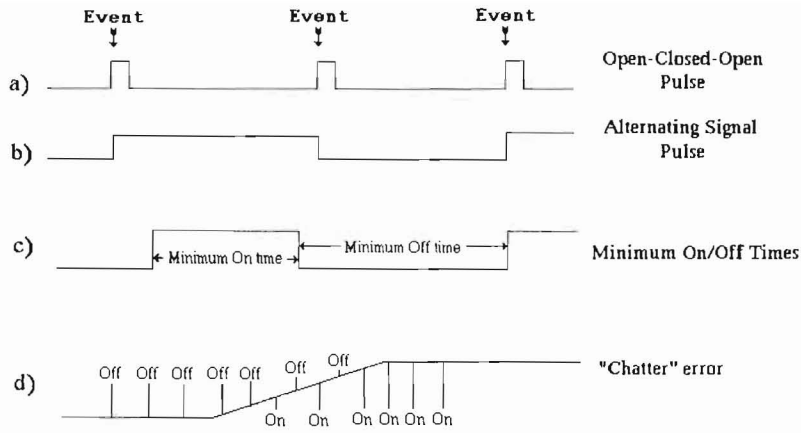 Event Event Event
a)
Open-Closed-Open
Pulse
b)
Alternating Signal
Pulse
c)
Minimum On time
Minimum Off time
Minimum On/Off Times
d)
Off Off Off Off Off Off Off
On On On On On On
"Chatter" error